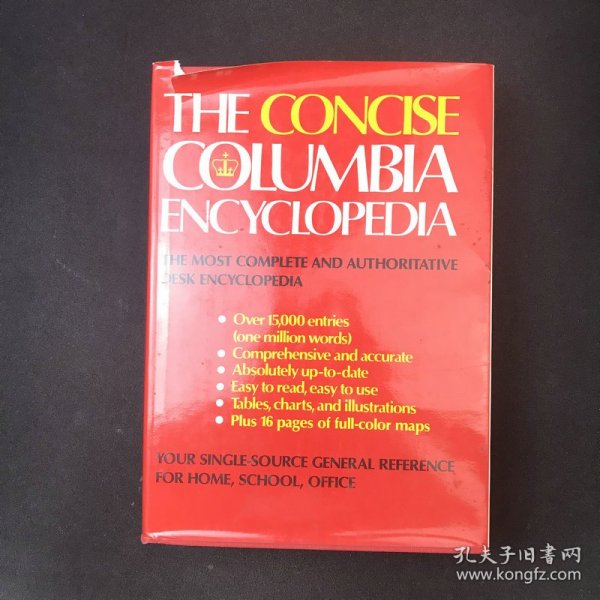 THE CONCISE
COLUMBIA
ENCYCLOPEDIA
THE MOST COMPLETE AND AUTHORITATIVE
DESK ENCYCLOPEDIA
• Over 15,000 entries
(one million words)
• Comprehensive and accurate
• Absolutely up-to-date
• Easy to read, easy to use
• Tables, charts, and illustrations
• Plus 16 pages of full-color maps
YOUR SINGLE-SOURCE GENERAL REFERENCE
FOR HOME, SCHOOL, OFFICE
孔夫子旧书网
www.kongfz.com